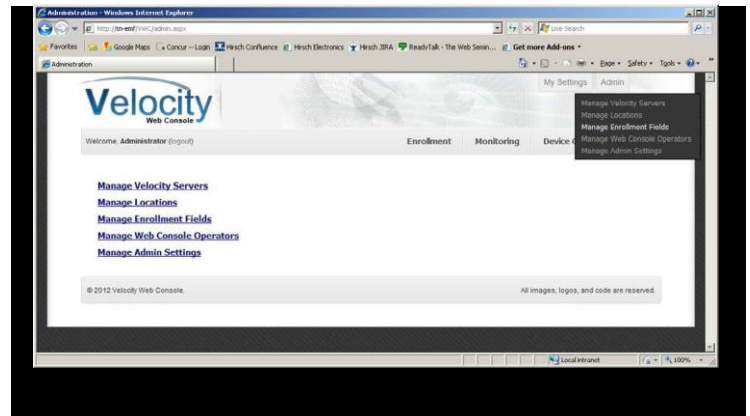 Administration - Windows Internet Explorer
http://tn-emf/VWC/admin.aspx
Live Search
Favorites Google Maps Concur – Login Hirsch Confluence Hirsch Electronics Hirsch JIRA ReadyTalk - The Web Semin... Get more Add-ons
Administration
Page Safety Tools
My Settings Admin
Velocity
Web Console
Manage Velocity Servers
Manage Locations
Manage Enrollment Fields
Manage Web Console Operators
Manage Admin Settings
Welcome, Administrator (logout)
Enrollment Monitoring Device
Manage Velocity Servers
Manage Locations
Manage Enrollment Fields
Manage Web Console Operators
Manage Admin Settings
© 2012 Velocity Web Console.
All images, logos, and code are reserved.
Local intranet
100%